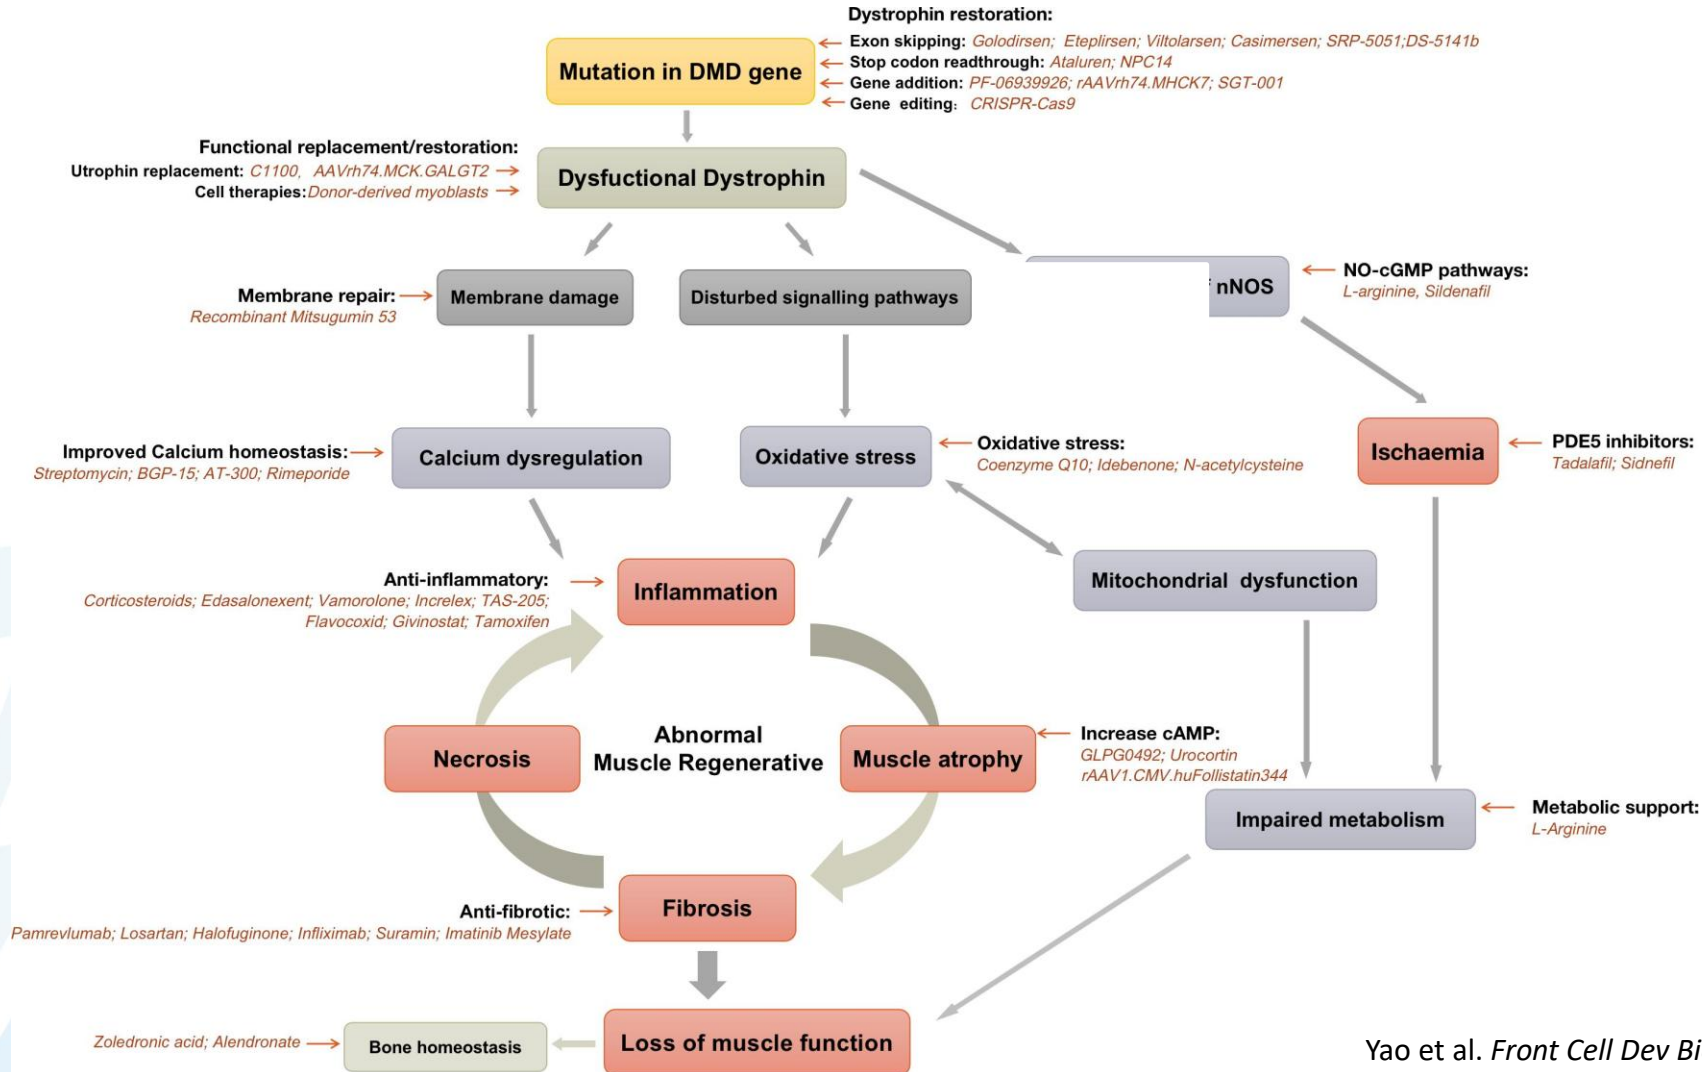 Dystrophin restoration:
Exon skipping: Golodirsen; Eteplirsen; Viltolarsen; Casimersen; SRP-5051;DS-5141b
Stop codon readthrough: Ataluren; NPC14
Gene addition: PF-06939926; rAAVrh74.MHCK7; SGT-001
Gene editing: CRISPR-Cas9
Mutation in DMD gene
Functional replacement/restoration:
Utrophin replacement: C1100, AAVrh74.MCK.GALGT2
Cell therapies:Donor-derived myoblasts
Dysfuctional Dystrophin
Membrane repair:
Recombinant Mitsugumin 53
Membrane damage
Disturbed signalling pathways
nNOS
NO-cGMP pathways:
L-arginine, Sildenafil
Improved Calcium homeostasis:
Streptomycin; BGP-15; AT-300; Rimeporide
Calcium dysregulation
Oxidative stress
Oxidative stress:
Coenzyme Q10; Idebenone; N-acetylcysteine
Ischaemia
PDE5 inhibitors:
Tadalafil; Sidnefil
Anti-inflammatory:
Corticosteroids; Edasalonexent; Vamorolone; Increlex; TAS-205;
Flavocoxid; Givinostat; Tamoxifen
Inflammation
Mitochondrial dysfunction
Necrosis
Abnormal
Muscle Regenerative
Muscle atrophy
Increase cAMP:
GLPG0492; Urocortin
rAAV1.CMV.huFollistatin344
Impaired metabolism
Metabolic support:
L-Arginine
Anti-fibrotic:
Pamrevlumab; Losartan; Halofuginone; Infliximab; Suramin; Imatinib Mesylate
Fibrosis
Zoledronic acid; Alendronate
Bone homeostasis
Loss of muscle function
Yao et al. Front Cell Dev Bi